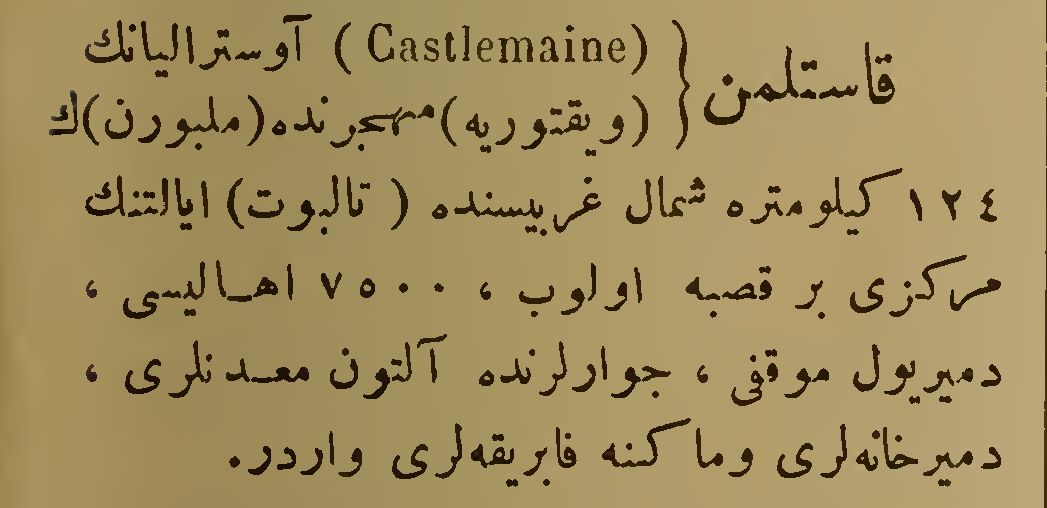 قاستلمن { (Castlemaine) آوستراليانك
(ويقتوريه) مهجرنده (ملبورن) ك
١٢٤ كيلومتره شمال غربيسنده (تالبوت) ايالتنك
مركزى بر قصبه اولوب ، ٧٥٠٠ اهاليسى ،
دميريول موقفى ، جوارلرنده آلتون معدنلرى ،
دميرخانه‌لرى وماكنه فابريقه‌لرى واردر.